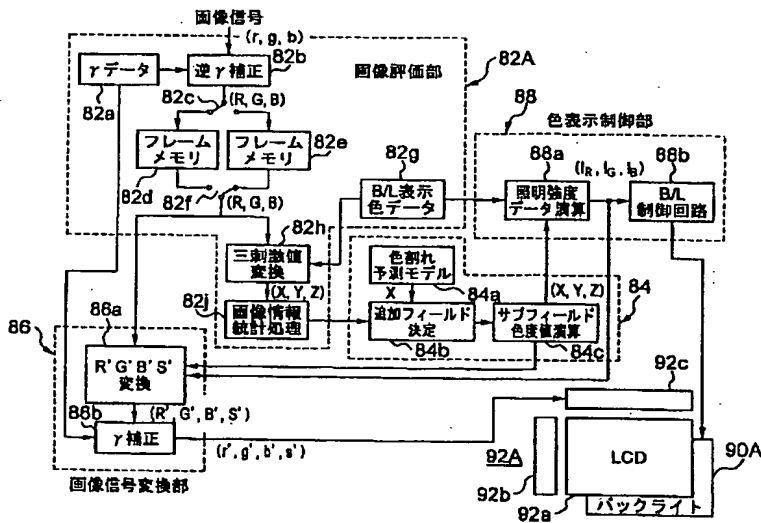 画像信号
(r, g, b)
γデータ
逆γ補正
82b
82a
82c
(R, G, B)
画像評価部
82A
フレーム
メモリ
フレーム
メモリ
82e
82d
82f
(R, G, B)
82g
B/L表示
色データ
88
色表示制御部
88a
(IR, IG, IB)
88b
照明強度
データ演算
B/L
制御回路
82h
三刺激値
変換
(X, Y, Z)
82j
画像情報
統計処理
色割れ
予測モデル
X
84a
(X, Y, Z)
84
追加フィールド
決定
84b
サブフィールド
色度値演算
84c
86
86a
R' G' B' S'
変換
(R', G', B', S')
86b
γ補正
(r', g', b', s')
画像信号変換部
92c
92A
LCD
90A
92b
92a
バックライト